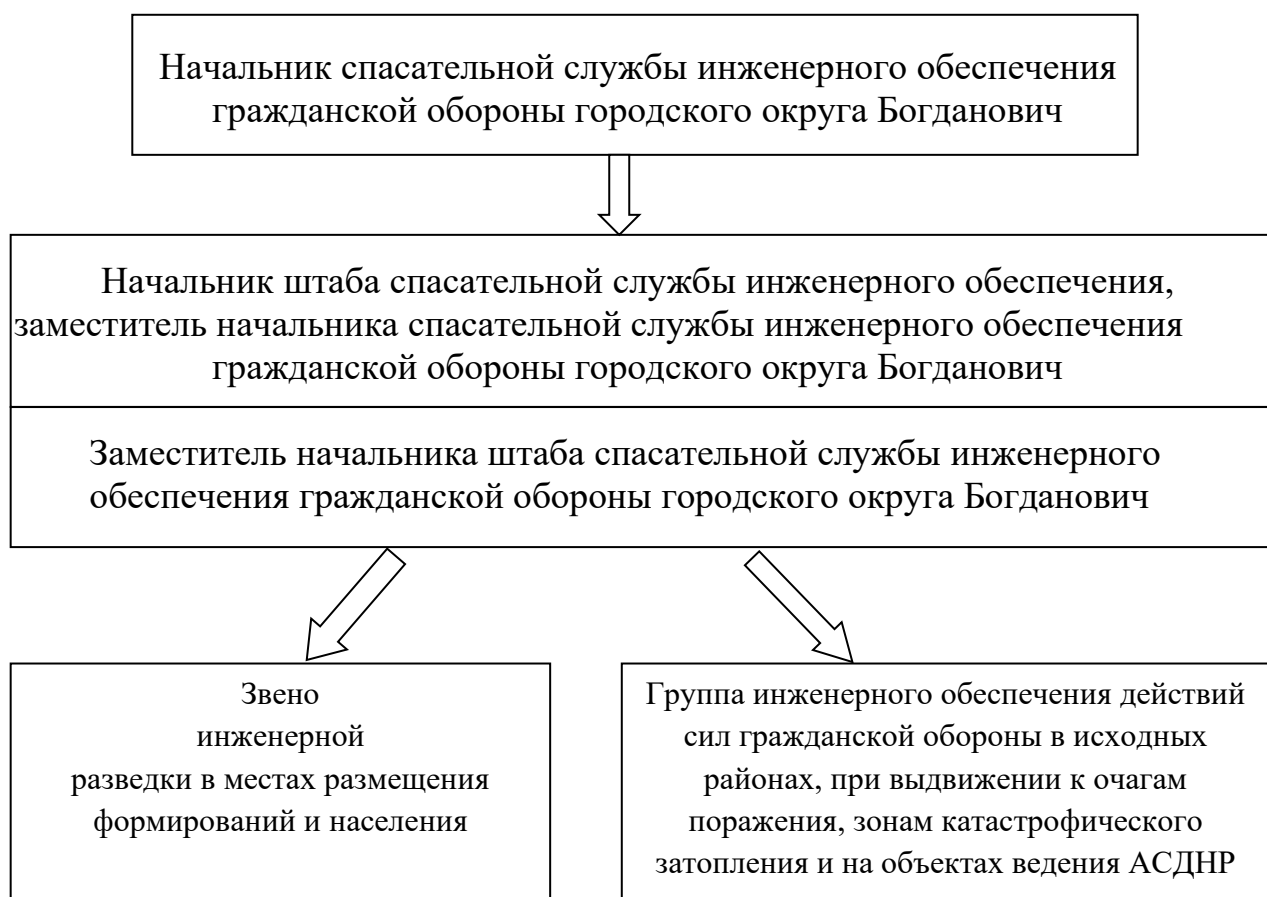 Начальник спасательной службы инженерного обеспечения
гражданской обороны городского округа Богданович
Начальник штаба спасательной службы инженерного обеспечения,
заместитель начальника спасательной службы инженерного обеспечения
гражданской обороны городского округа Богданович
Заместитель начальника штаба спасательной службы инженерного
обеспечения гражданской обороны городского округа Богданович
Звено
инженерной
разведки в местах размещения
формирований и населения
Группа инженерного обеспечения действий
сил гражданской обороны в исходных
районах, при выдвижении к очагам
поражения, зонам катастрофического
затопления и на объектах ведения АСДНР